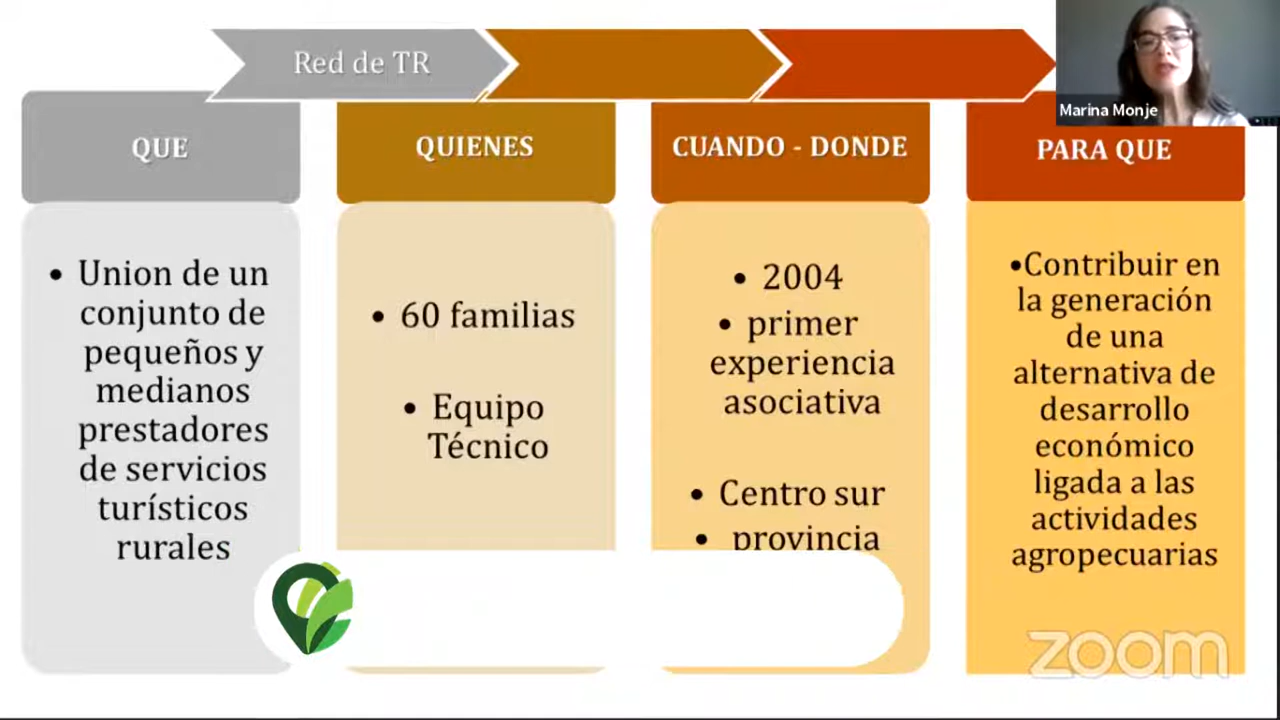 Red de TR
Marina Monje
QUE
QUIENES
CUANDO - DONDE
PARA QUE
• Union de un
conjunto de
pequeños y
medianos
prestadores
de servicios
turísticos
rurales
• 60 familias
• Equipo
Técnico
• 2004
• primer
experiencia
asociativa
• Centro sur
• provincia
•Contribuir en
la generación
de una
alternativa de
desarrollo
económico
ligada a las
actividades
agropecuarias
zoom